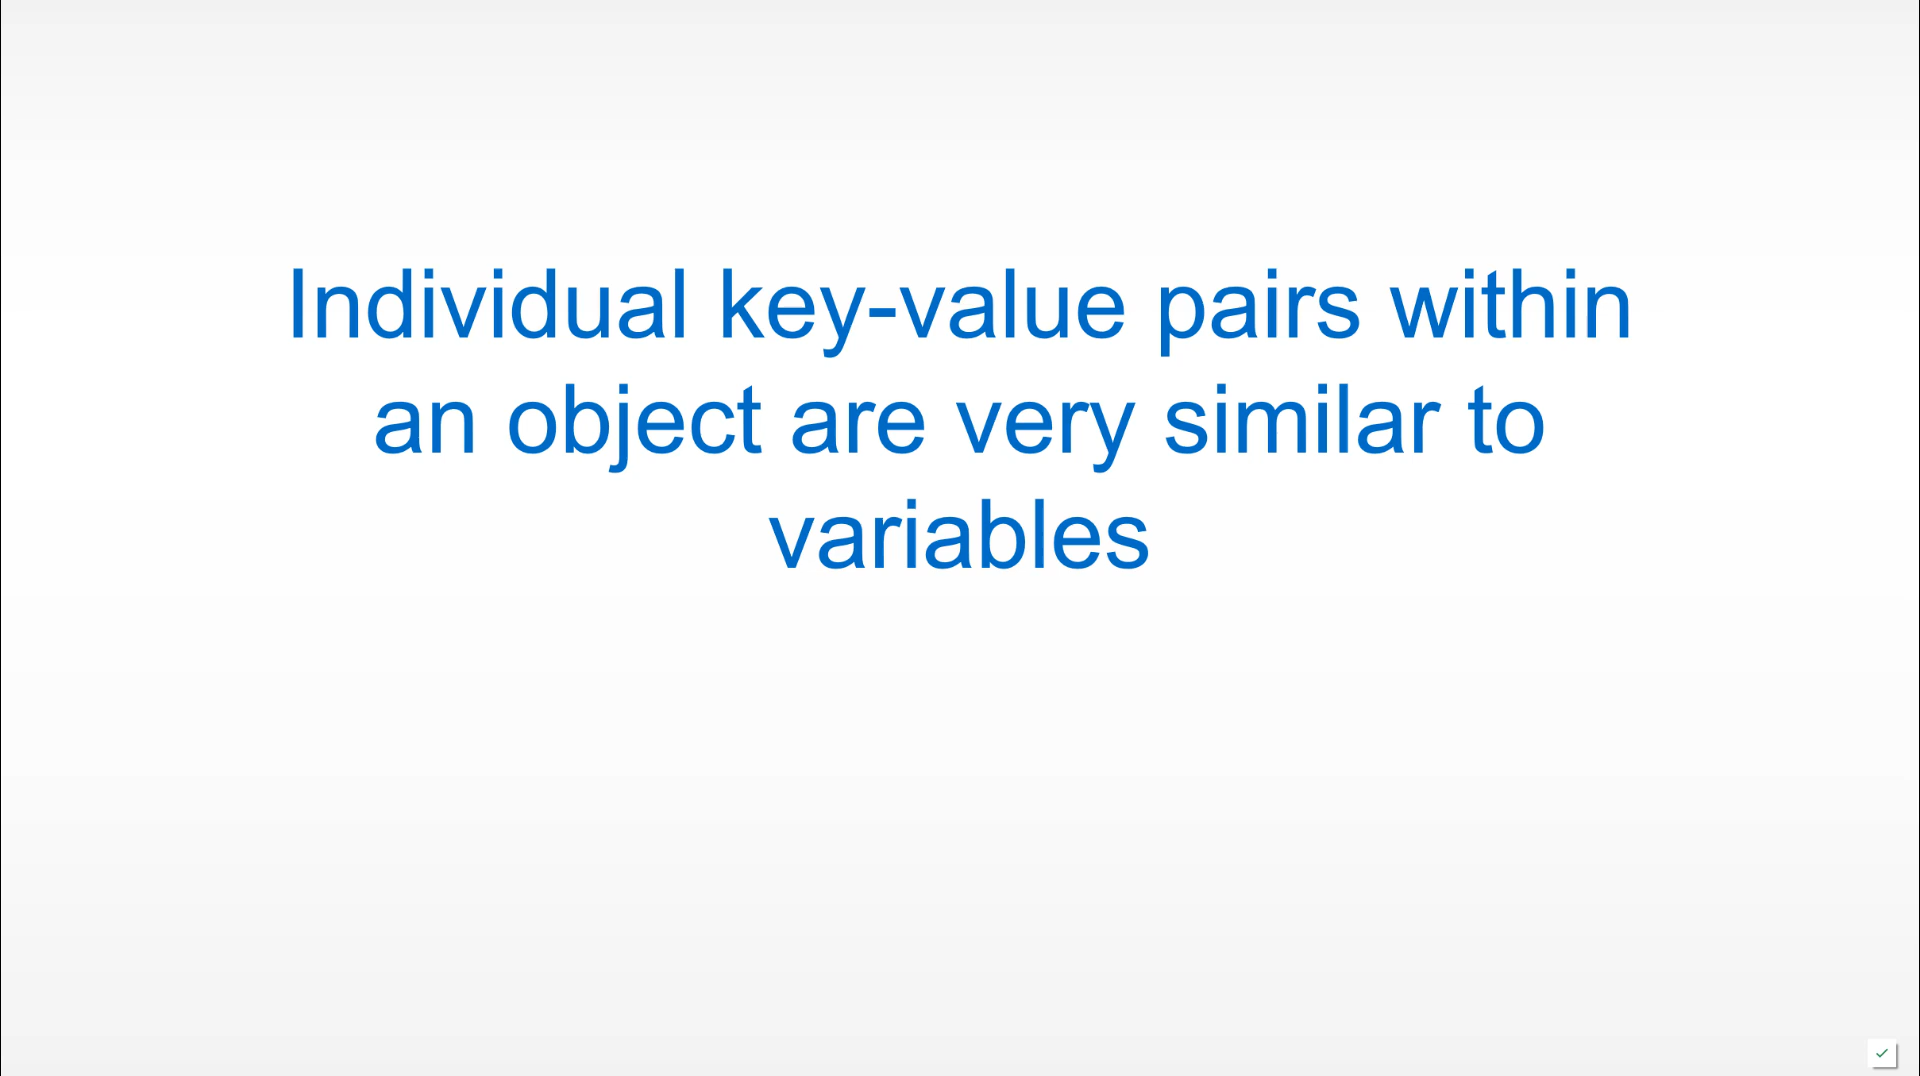 Individual key-value pairs within
an object are very similar to
variables